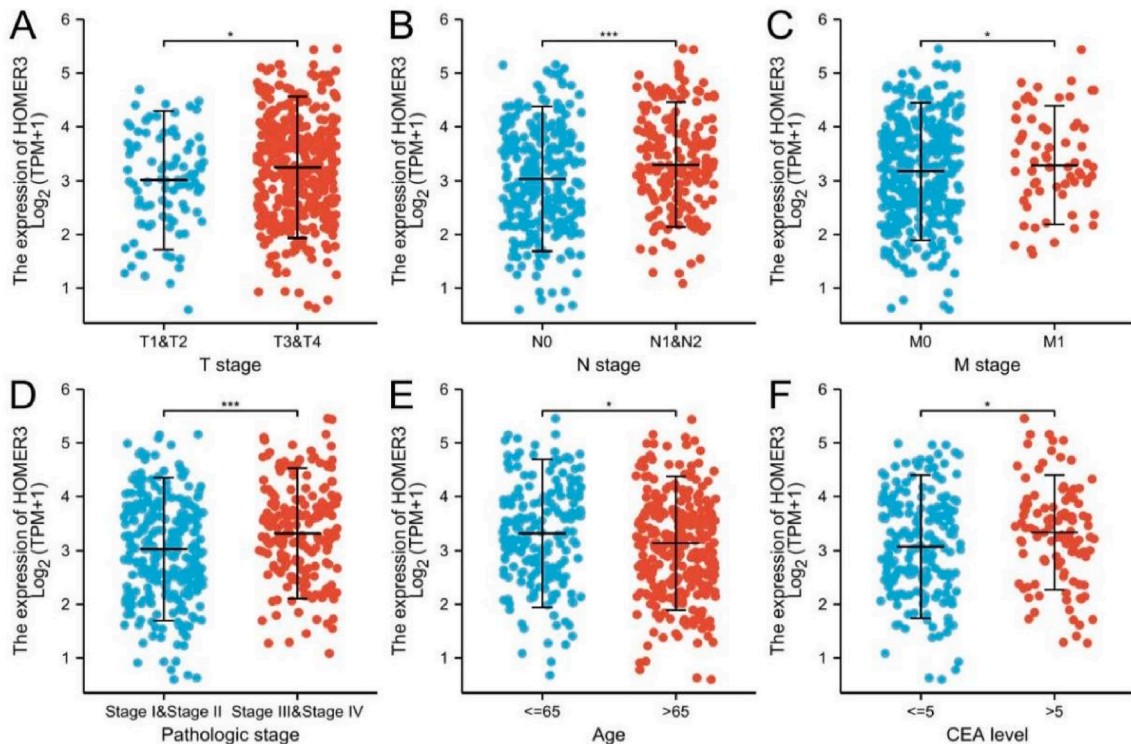 A
The expression of HOMER3
Log2 (TPM+1)
6
5
4
3
2
1
*
T1&T2
T3&T4
T stage
B
The expression of HOMER3
Log2 (TPM+1)
6
5
4
3
2
1
***
N0
N1&N2
N stage
C
The expression of HOMER3
Log2 (TPM+1)
6
5
4
3
2
1
*
M0
M1
M stage
D
The expression of HOMER3
Log2 (TPM+1)
6
5
4
3
2
1
***
Stage I&Stage II
Stage III&Stage IV
Pathologic stage
E
The expression of HOMER3
Log2 (TPM+1)
6
5
4
3
2
1
*
<=65
>65
Age
F
The expression of HOMER3
Log2 (TPM+1)
6
5
4
3
2
1
*
<=5
>5
CEA level